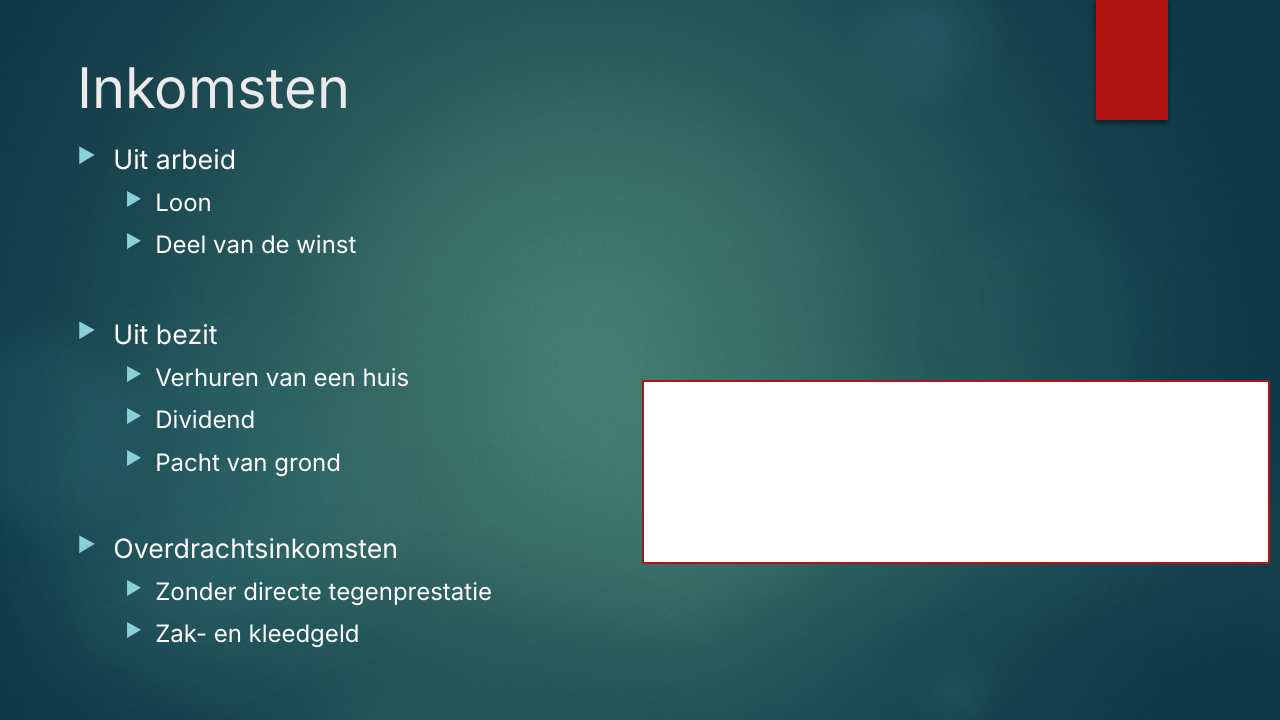 Inkomsten
Uit arbeid
Loon
Deel van de winst
Uit bezit
Verhuren van een huis
Dividend
Pacht van grond
Overdrachtsinkomsten
Zonder directe tegenprestatie
Zak- en kleedgeld